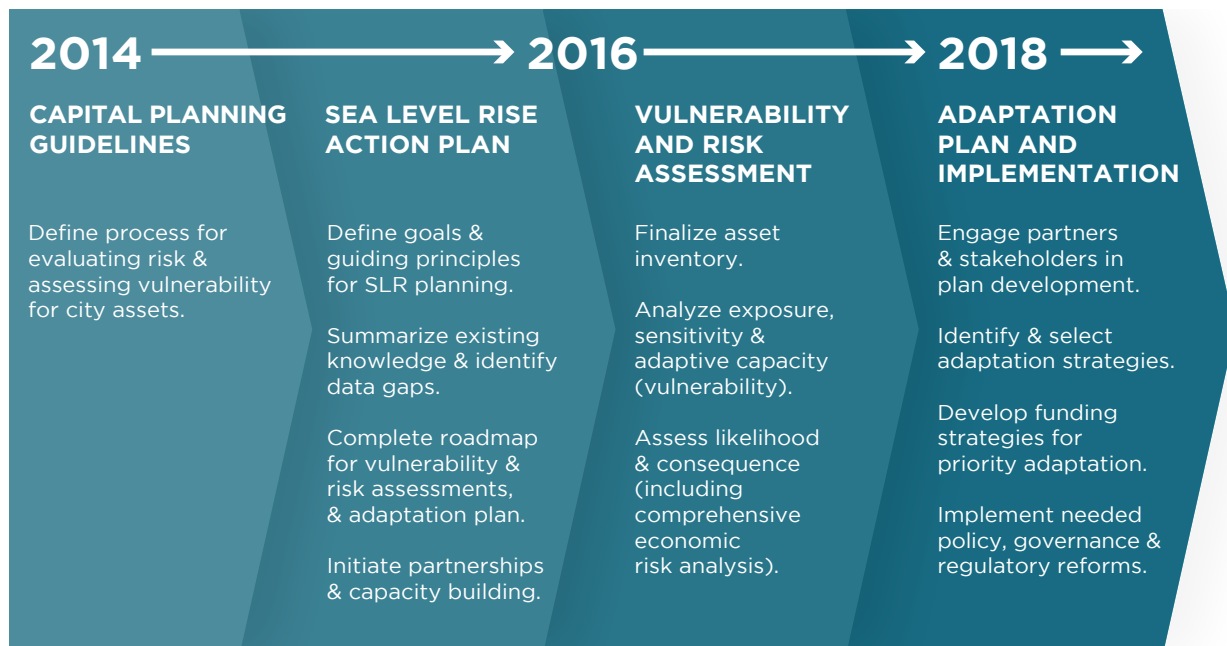 2014
2016
2018
CAPITAL PLANNING
GUIDELINES
Define process for
evaluating risk &
assessing vulnerability
for city assets.
SEA LEVEL RISE
ACTION PLAN
Define goals &
guiding principles
for SLR planning.
Summarize existing
knowledge & identify
data gaps.
Complete roadmap
for vulnerability &
risk assessments,
& adaptation plan.
Initiate partnerships
& capacity building.
VULNERABILITY
AND RISK
ASSESSMENT
Finalize asset
inventory.
Analyze exposure,
sensitivity &
adaptive capacity
(vulnerability).
Assess likelihood
& consequence
(including
comprehensive
economic
risk analysis).
ADAPTATION
PLAN AND
IMPLEMENTATION
Engage partners
& stakeholders in
plan development.
Identify & select
adaptation strategies.
Develop funding
strategies for
priority adaptation.
Implement needed
policy, governance &
regulatory reforms.